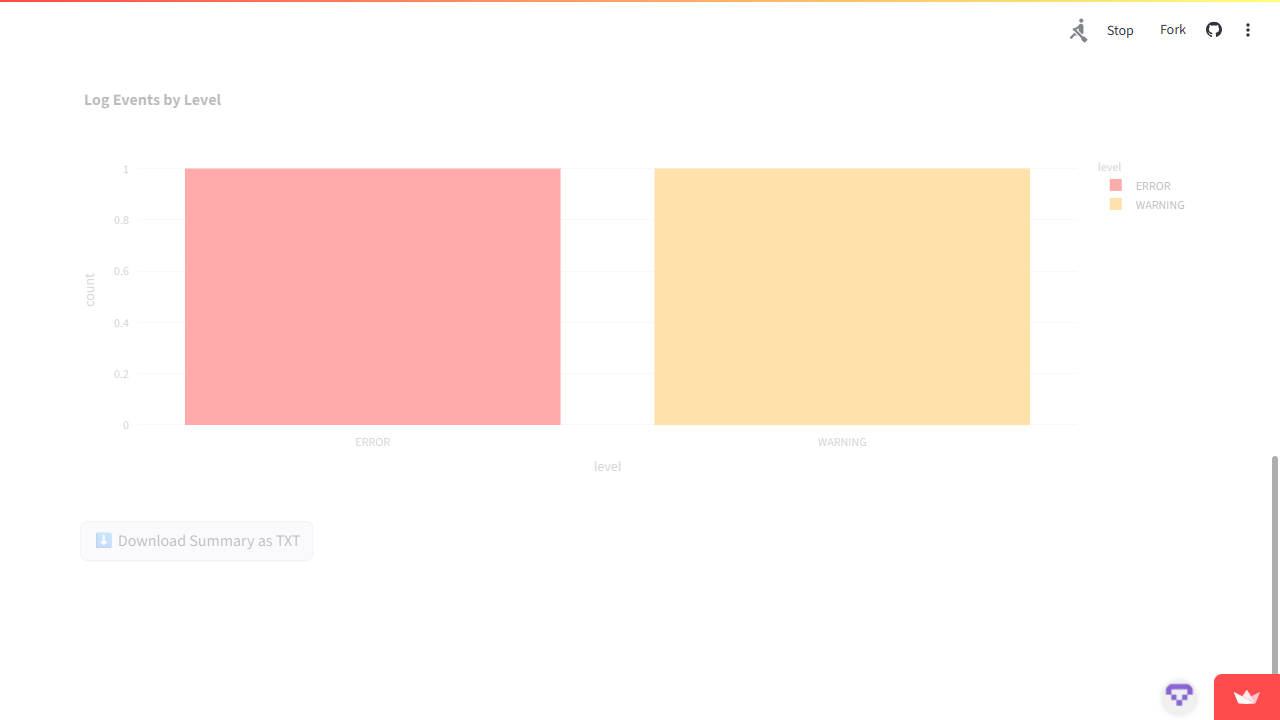 Stop
Fork
Log Events by Level
1
0.8
0.6
0.4
0.2
0
count
ERROR
WARNING
level
level
ERROR
WARNING
Download Summary as TXT